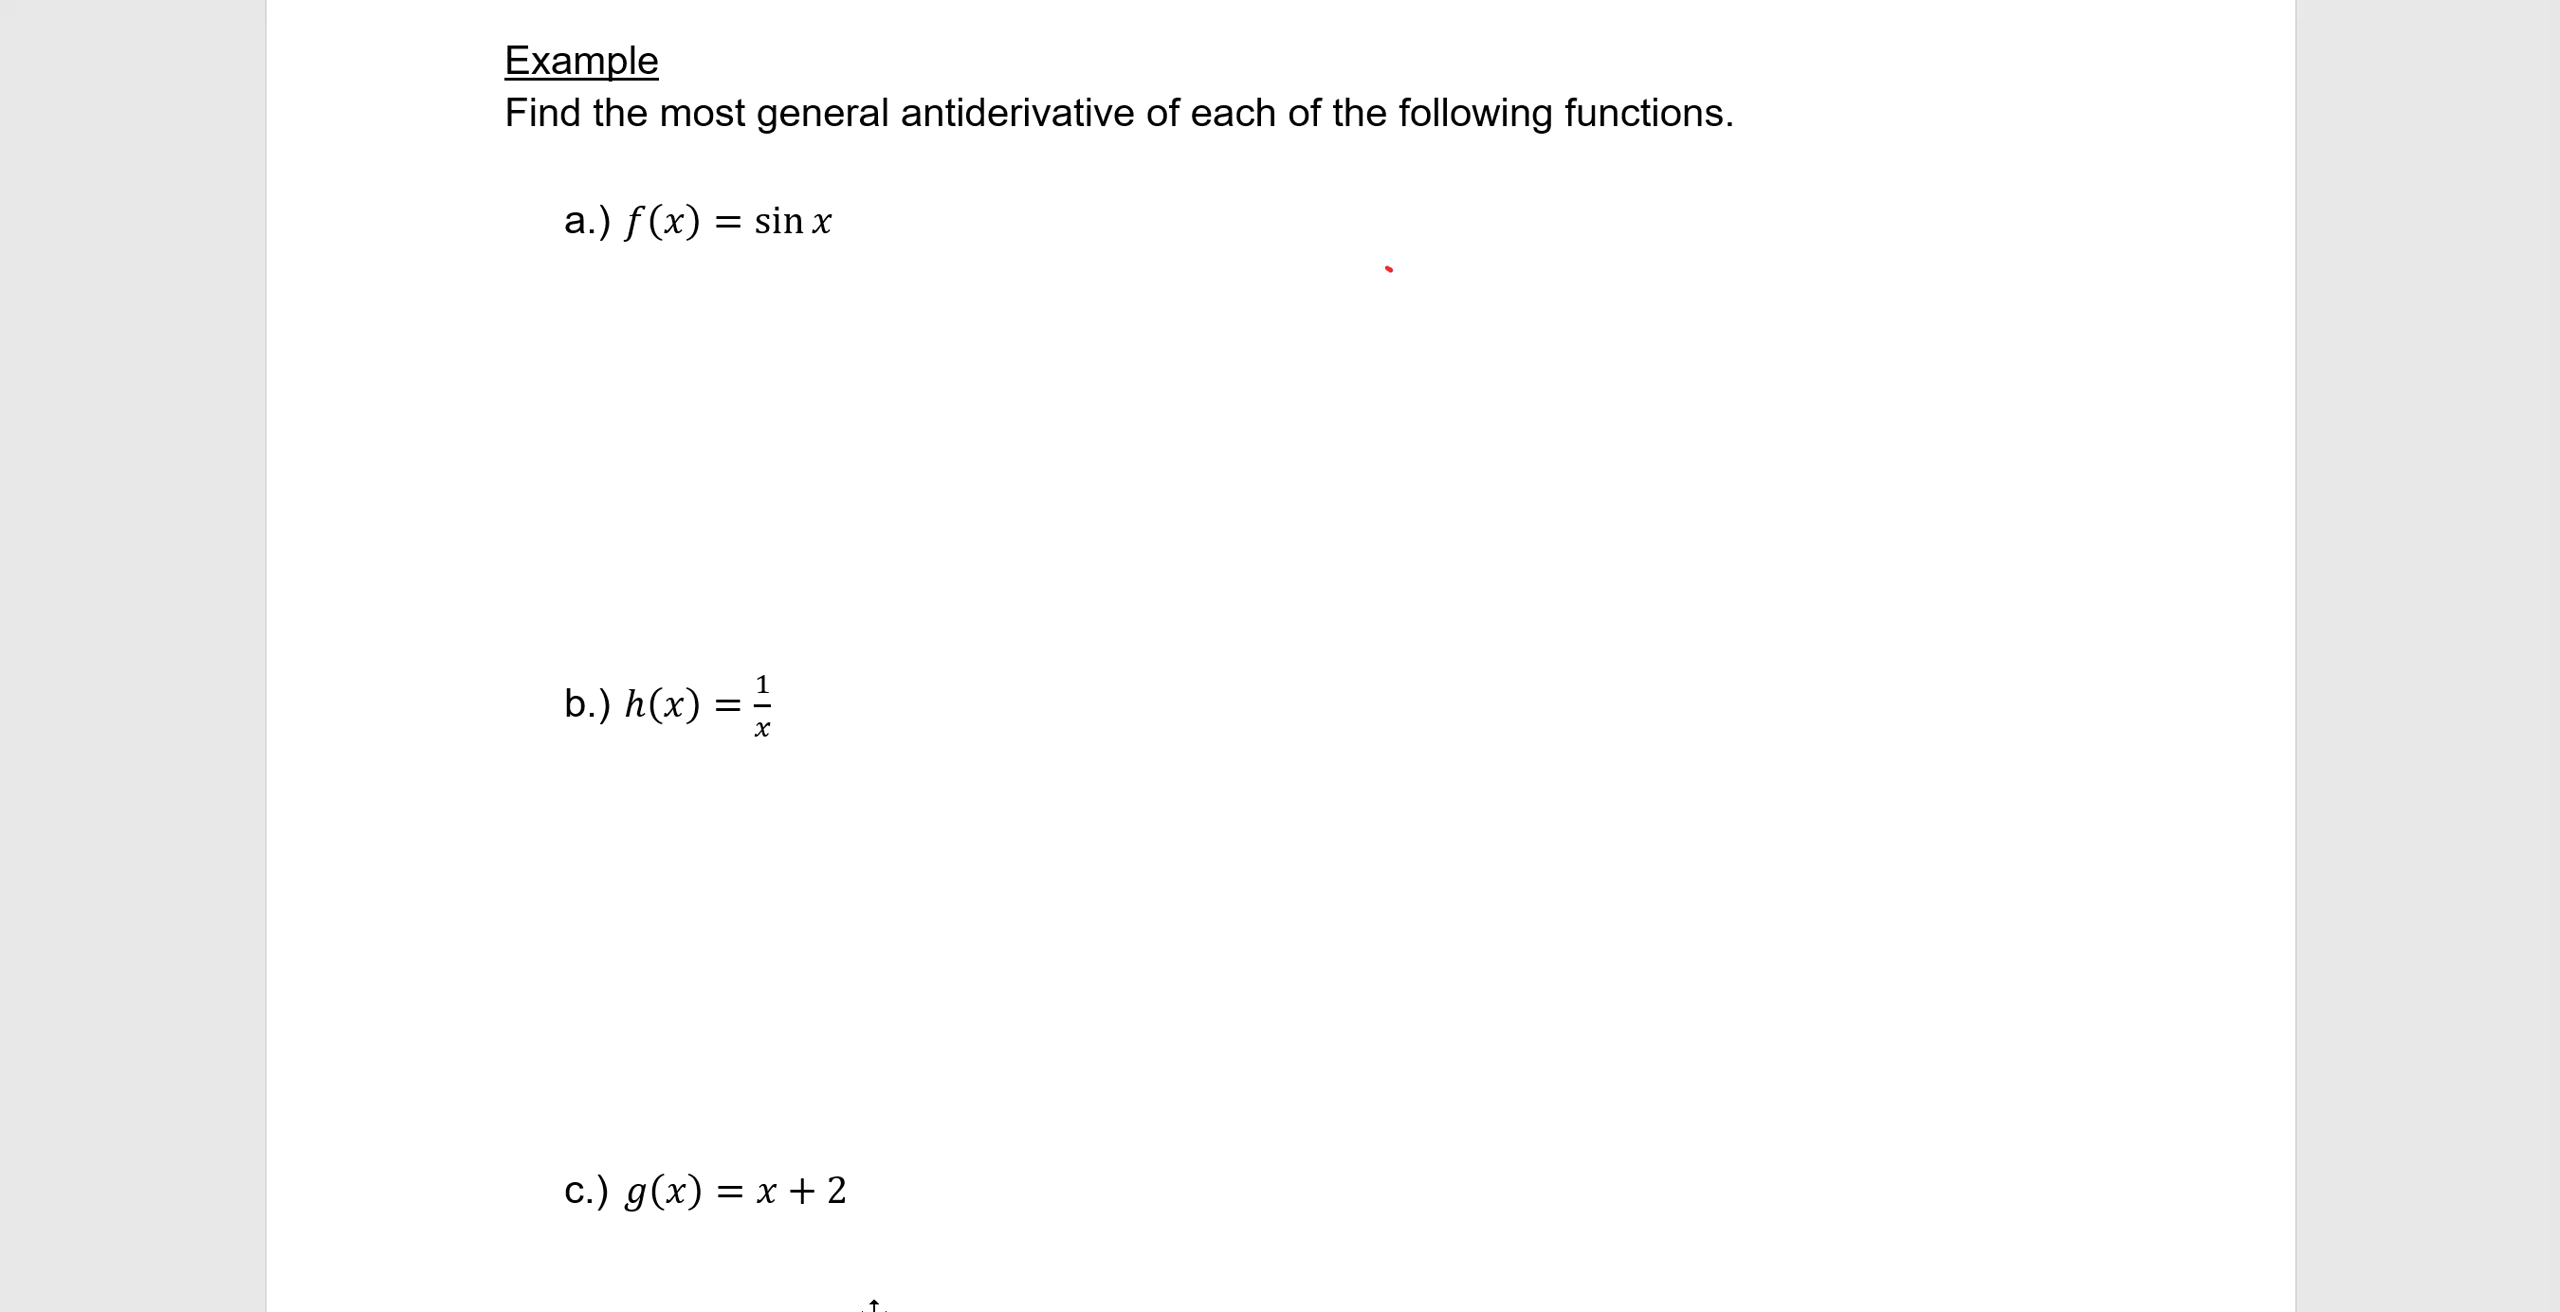 Example
Find the most general antiderivative of each of the following functions.
a.) f(x) = sin x
b.) h(x) = 1/x
c.) g(x) = x + 2